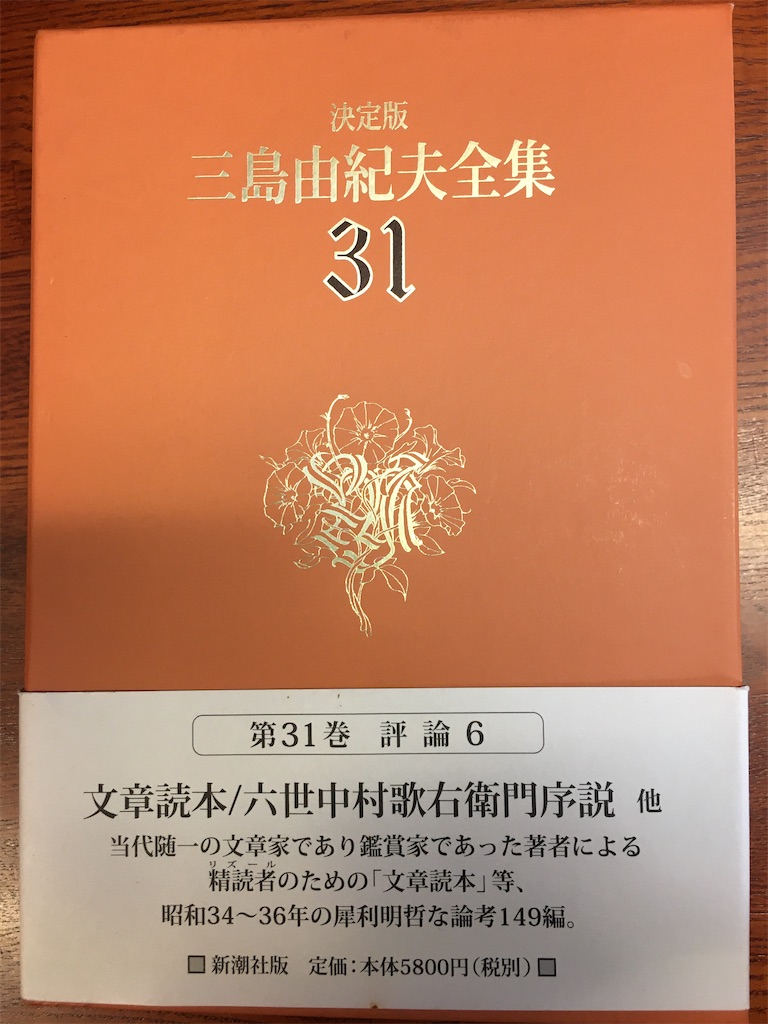 決定版
三島由紀夫全集
31
第31巻 評論 6
文章読本/六世中村歌右衛門序説 他
当代随一の文章家であり鑑賞家であった著者による
リズール
精読者のための「文章読本」等、
昭和34〜36年の犀利明哲な論考149編。
■ 新潮社版 定価:本体5800円(税別) ■